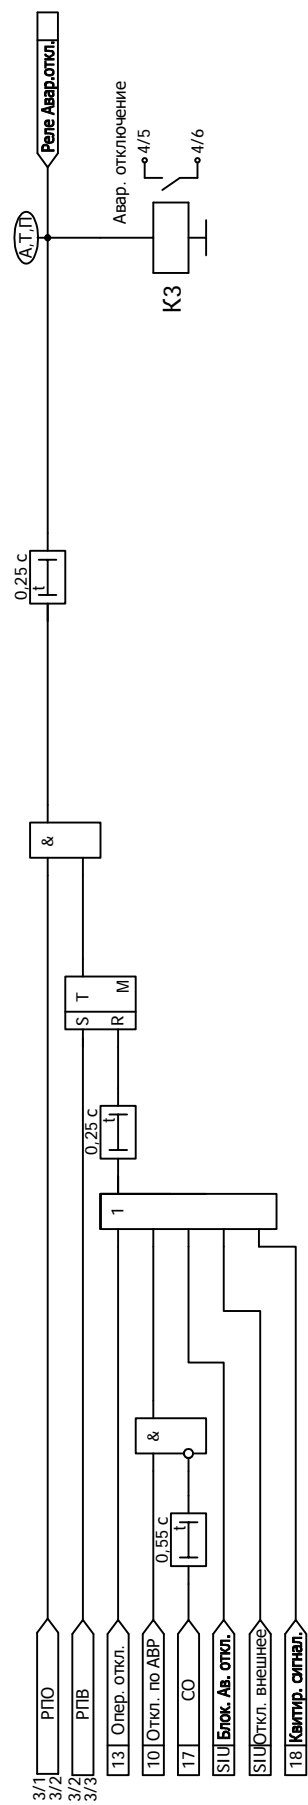 3/1
3/2
РПО
3/2
3/3
РПВ
13 Опер. откл.
10 Откл. по АВР
17 СО
SIU Блок. Ав. откл.
SIU Откл. внешнее
18 Квитир. сигнал.
0,55 с
t
&
1
0,25 с
t
S T
R M
&
0,25 с
t
А,Т,П
Реле Авар.откл.
Авар. отключение
4/5
4/6
К3